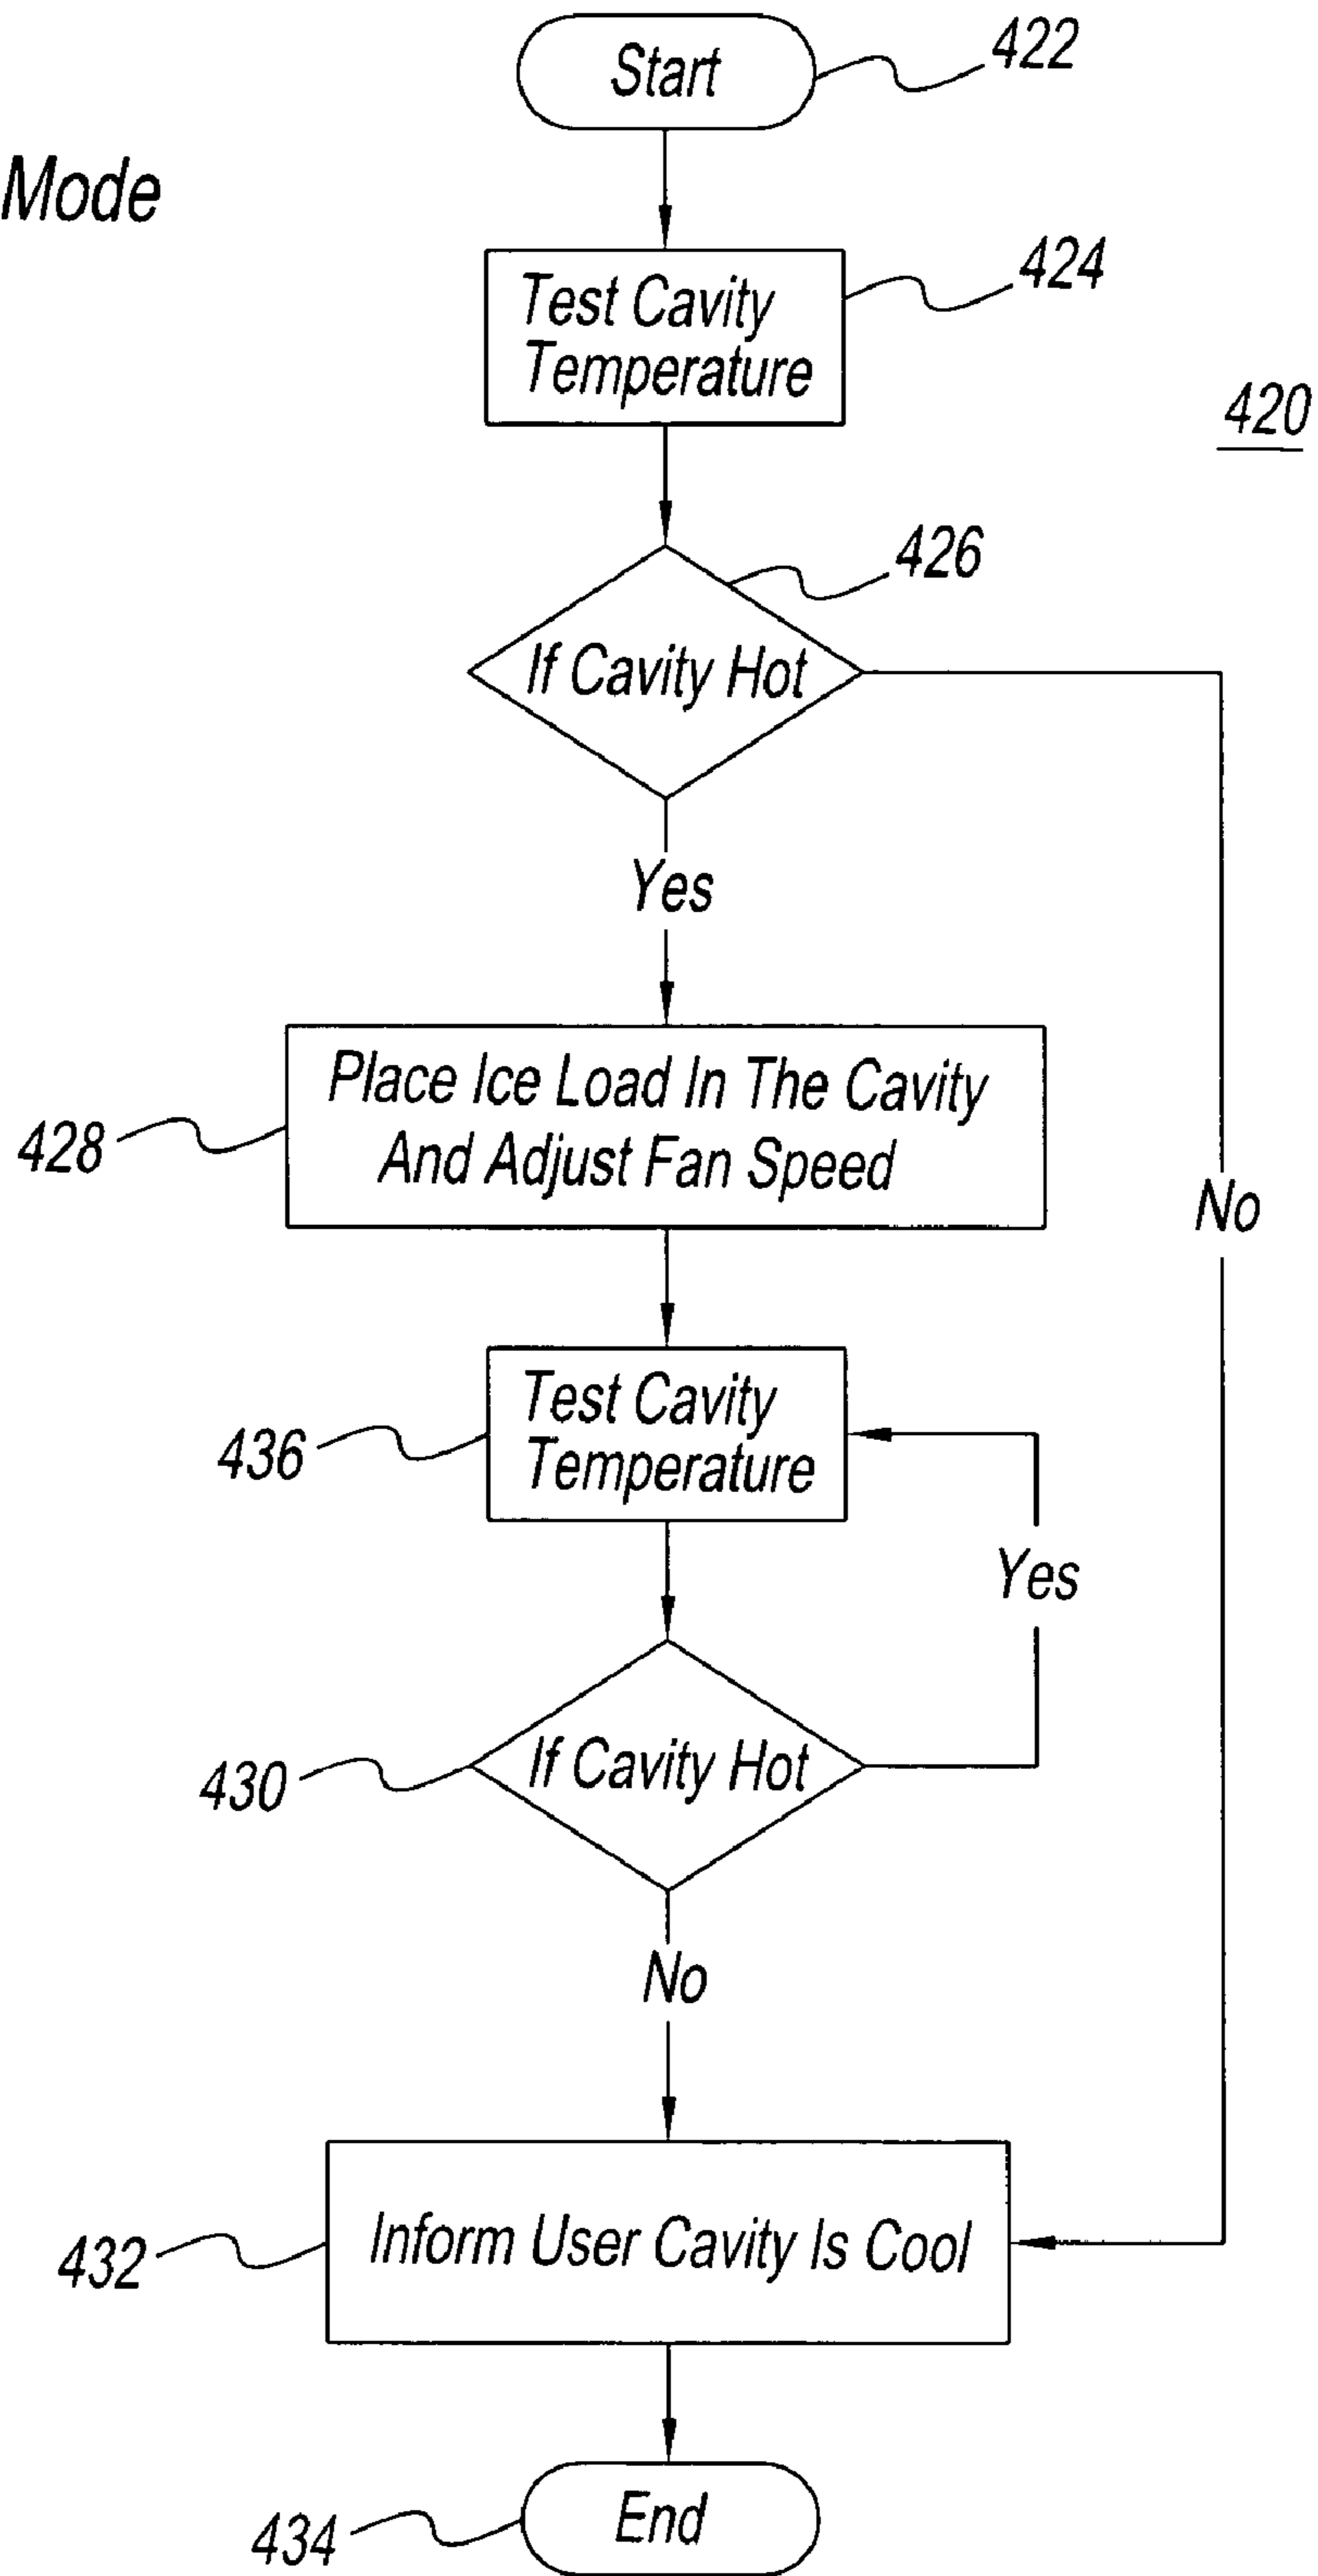 Start
422
Mode
Test Cavity
Temperature
424
420
If Cavity Hot
426
Yes
Place Ice Load In The Cavity
And Adjust Fan Speed
428
No
Test Cavity
Temperature
436
Yes
If Cavity Hot
430
No
Inform User Cavity Is Cool
432
End
434